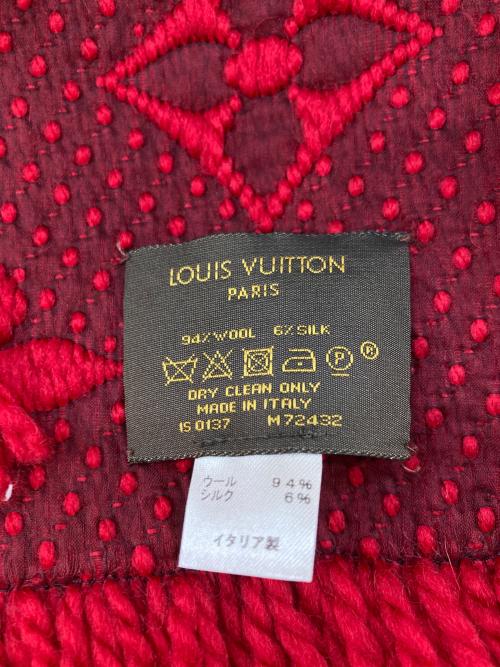 LOUIS VUITTON
PARIS
94% WOOL 6% SILK
P ®
DRY CLEAN ONLY
MADE IN ITALY
IS 0137 M72432
ウール 94%
シルク 6%
イタリア製